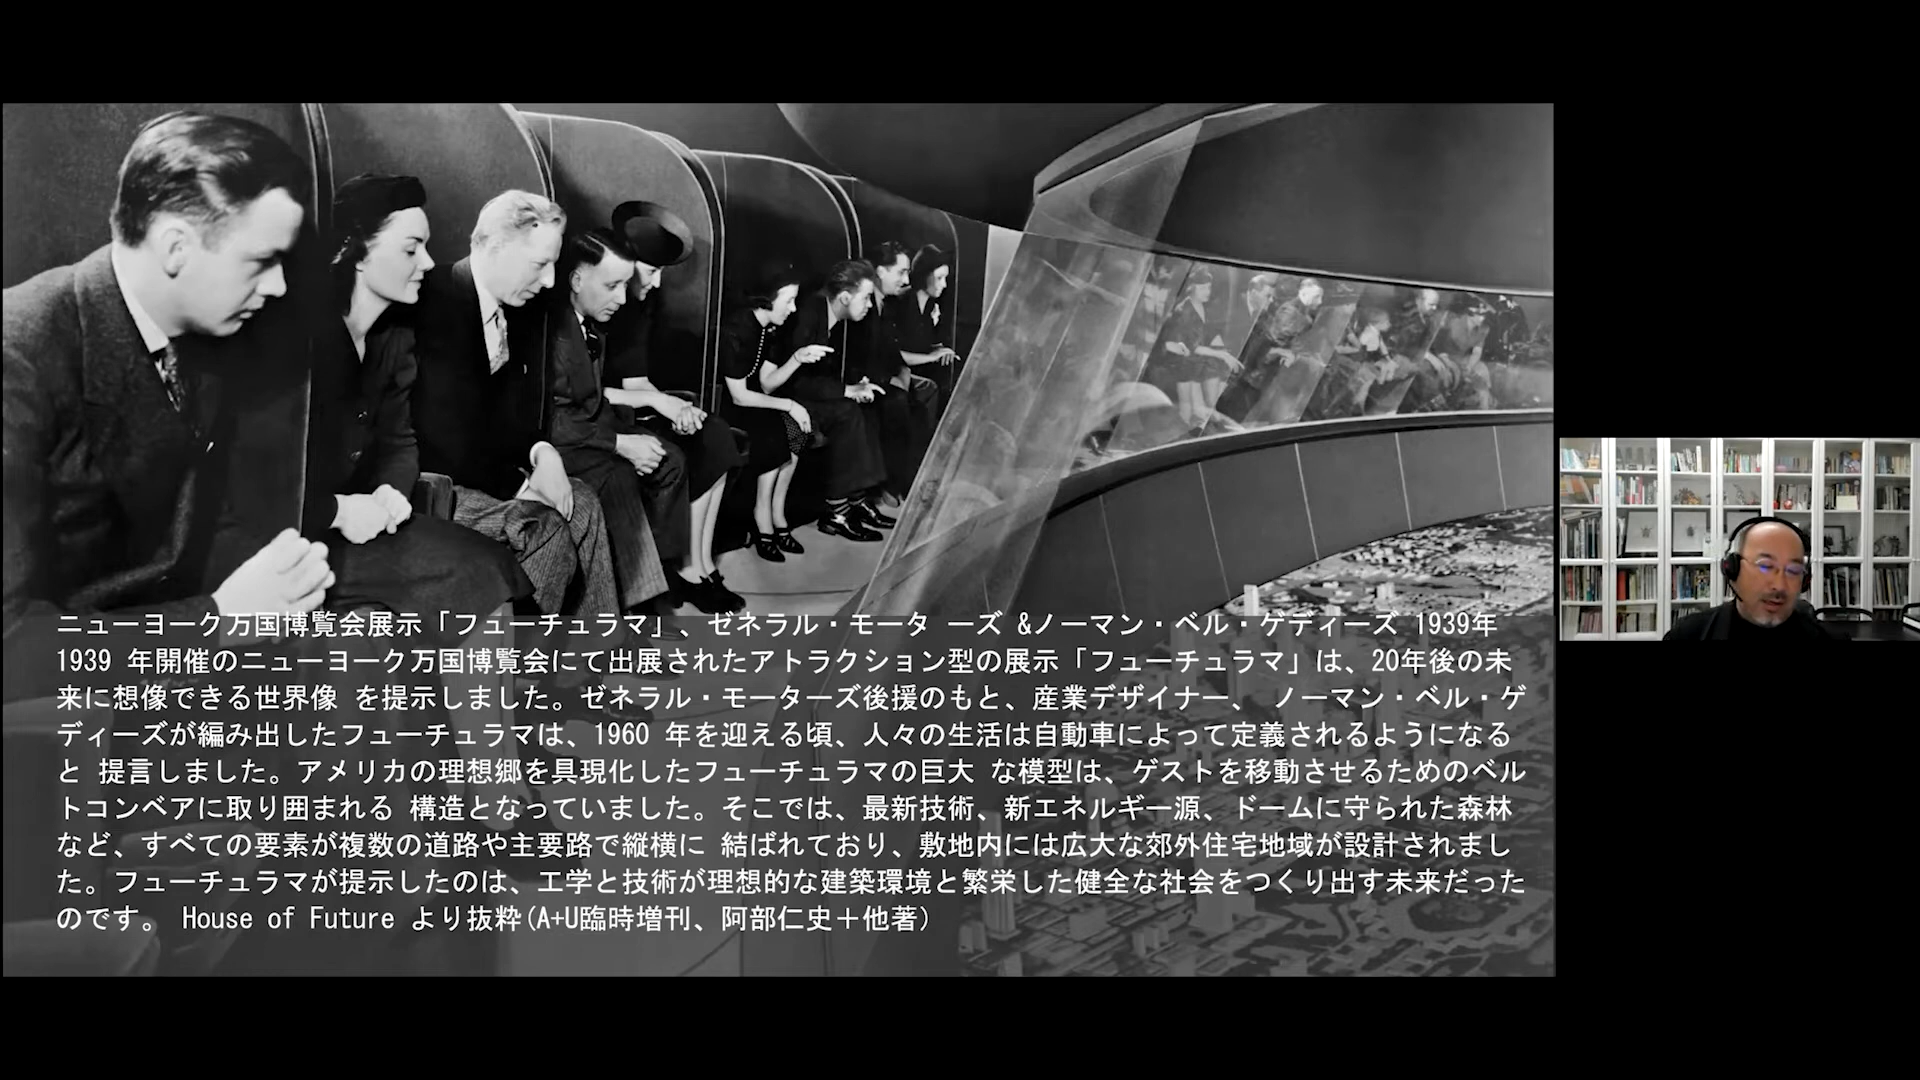 ニューヨーク万国博覧会展示「フューチュラマ」、ゼネラル・モータ ーズ &ノーマン・ベル・ゲディーズ 1939年
1939 年開催のニューヨーク万国博覧会にて出展されたアトラクション型の展示「フューチュラマ」は、20年後の未
来に想像できる世界像 を提示しました。ゼネラル・モーターズ後援のもと、産業デザイナー、 ノーマン・ベル・ゲ
ディーズが編み出したフューチュラマは、1960 年を迎える頃、人々の生活は自動車によって定義されるようになる
と 提言しました。アメリカの理想郷を具現化したフューチュラマの巨大 な模型は、ゲストを移動させるためのベル
トコンベアに取り囲まれる 構造となっていました。そこでは、最新技術、新エネルギー源、ドームに守られた森林
など、すべての要素が複数の道路や主要路で縦横に 結ばれており、敷地内には広大な郊外住宅地域が設計されまし
た。フューチュラマが提示したのは、工学と技術が理想的な建築環境と繁栄した健全な社会をつくり出す未来だった
のです。 House of Future より抜粋(A+U臨時増刊、阿部仁史＋他著)